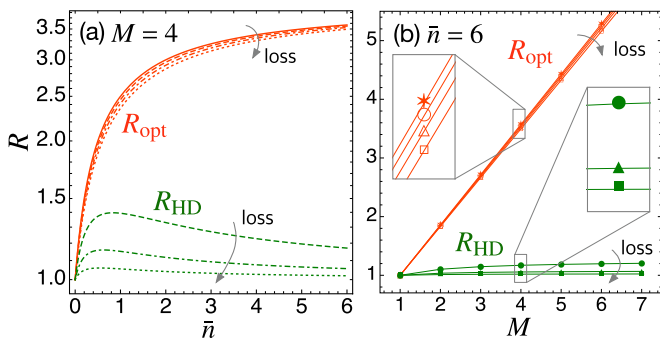 (a) M = 4
3.5
3.0
2.5
2.0
1.5
1.0
R
R_opt
R_HD
loss
loss
0 1 2 3 4 5 6
n̄
(b) n̄ = 6
5
4
3
2
1
R_opt
R_HD
loss
loss
0 1 2 3 4 5 6 7
M